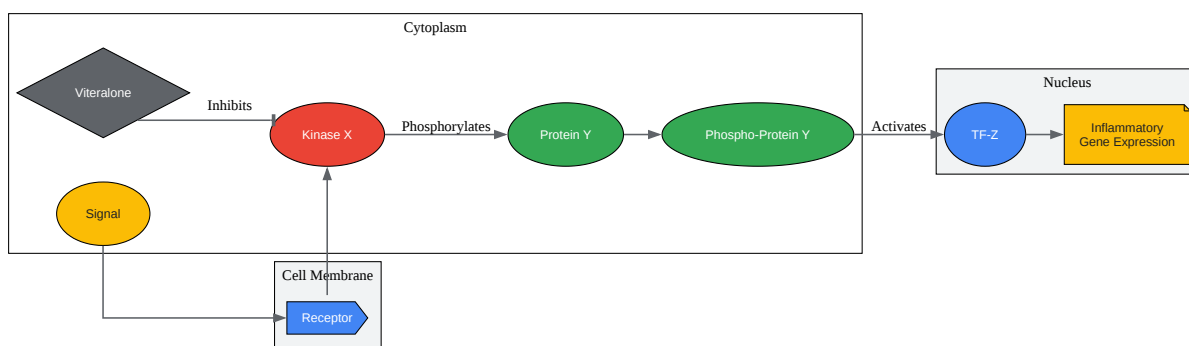 Cytoplasm
Viteralone
Inhibits
Kinase X
Phosphorylates
Protein Y
Phospho-Protein Y
Activates
Nucleus
TF-Z
Inflammatory
Gene Expression
Signal
Cell Membrane
Receptor